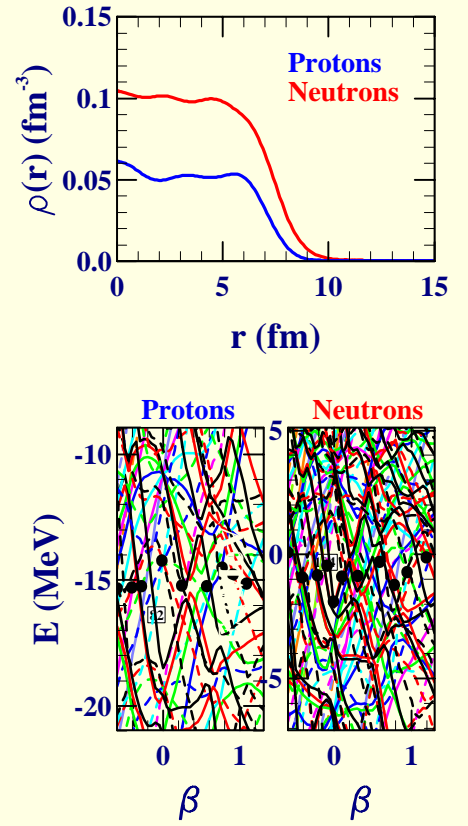 0.15
0.1
0.05
0.0
ρ(r) (fm-3)
Protons
Neutrons
0 5 10 15
r (fm)
Protons Neutrons
-10
-15
-20
E (MeV)
5
0
-5
82
0 1 0 1
β β